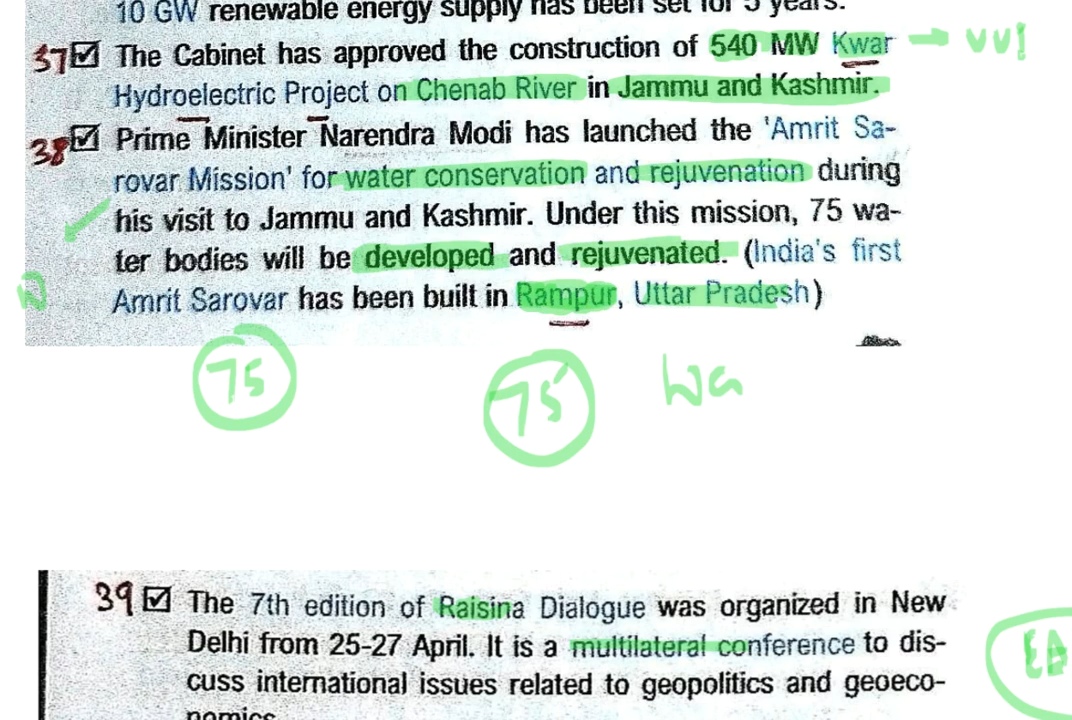 10 GW renewable energy supply has been set for 5 years.
37 ☑ The Cabinet has approved the construction of 540 MW Kwar → VVI
Hydroelectric Project on Chenab River in Jammu and Kashmir.
38 ☑ Prime Minister Narendra Modi has launched the 'Amrit Sa-
rovar Mission' for water conservation and rejuvenation during
his visit to Jammu and Kashmir. Under this mission, 75 wa-
ter bodies will be developed and rejuvenated. (India's first
Amrit Sarovar has been built in Rampur, Uttar Pradesh)
75 75
39 ☑ The 7th edition of Raisina Dialogue was organized in New
Delhi from 25-27 April. It is a multilateral conference to dis-
cuss international issues related to geopolitics and geoeco-
nomics.